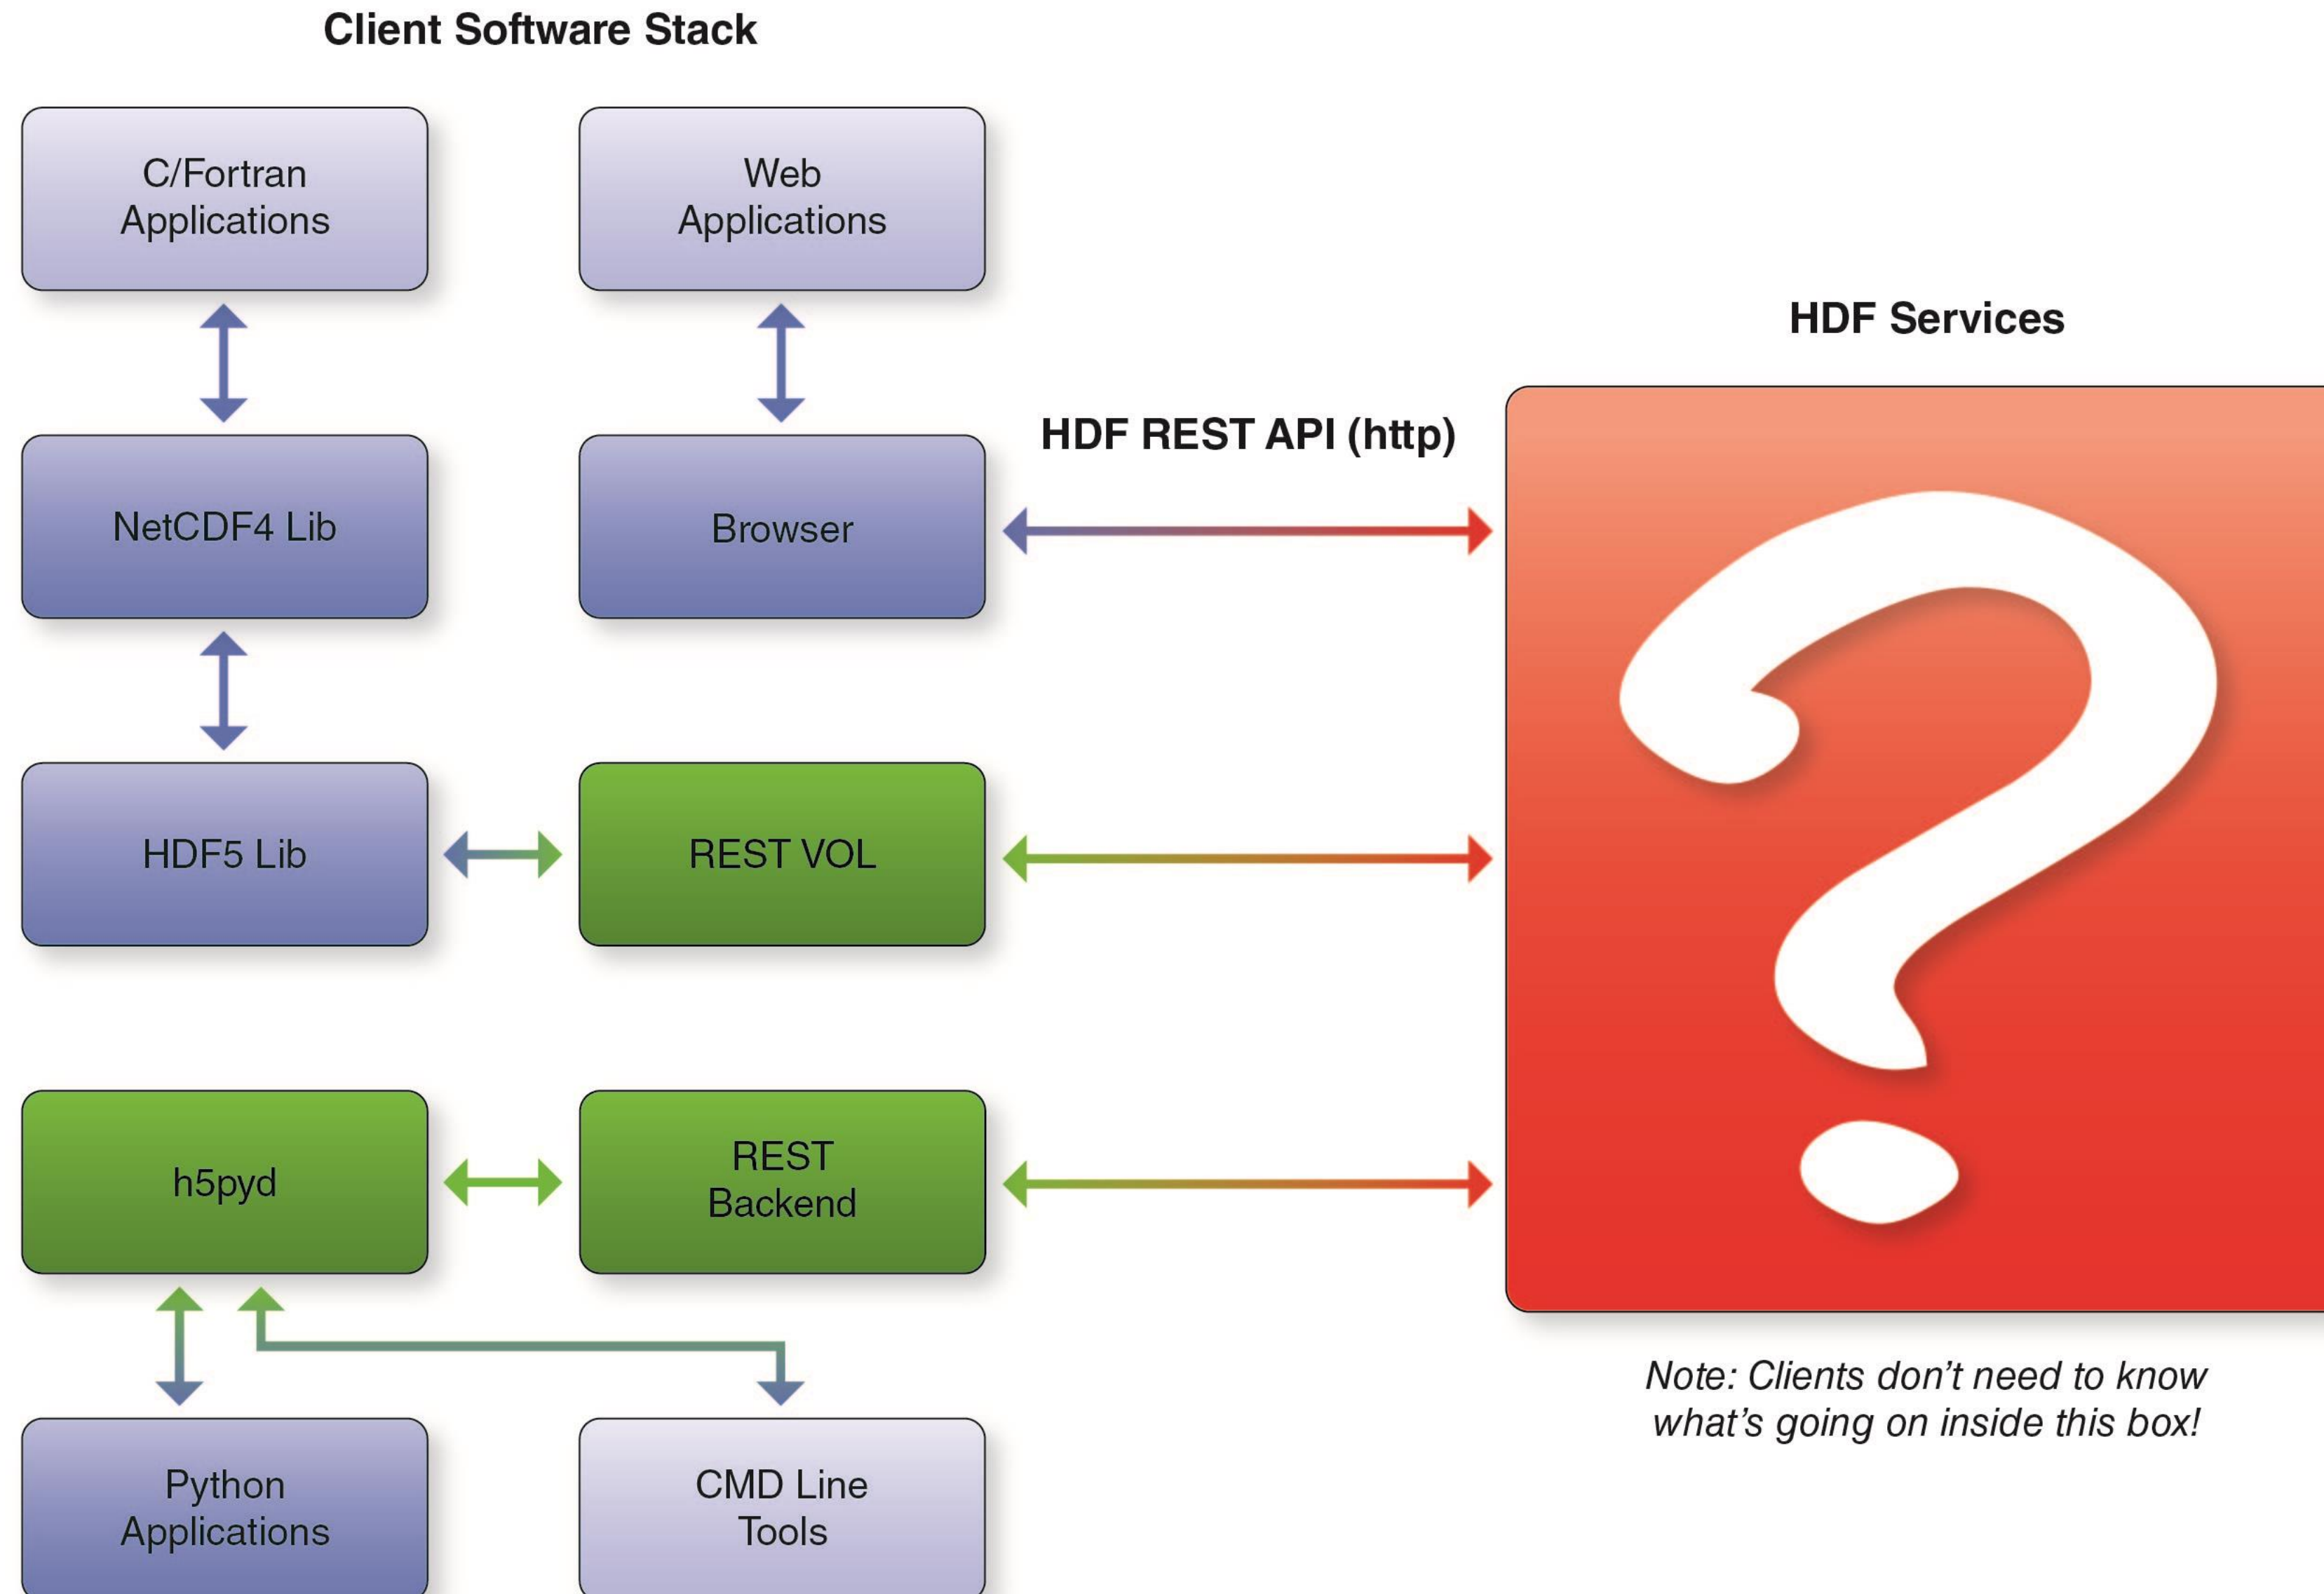 Client Software Stack
C/Fortran
Applications
Web
Applications
HDF Services
HDF REST API (http)
NetCDF4 Lib
Browser
HDF5 Lib
REST VOL
h5pyd
REST
Backend
Note: Clients don’t need to know
what’s going on inside this box!
Python
Applications
CMD Line
Tools